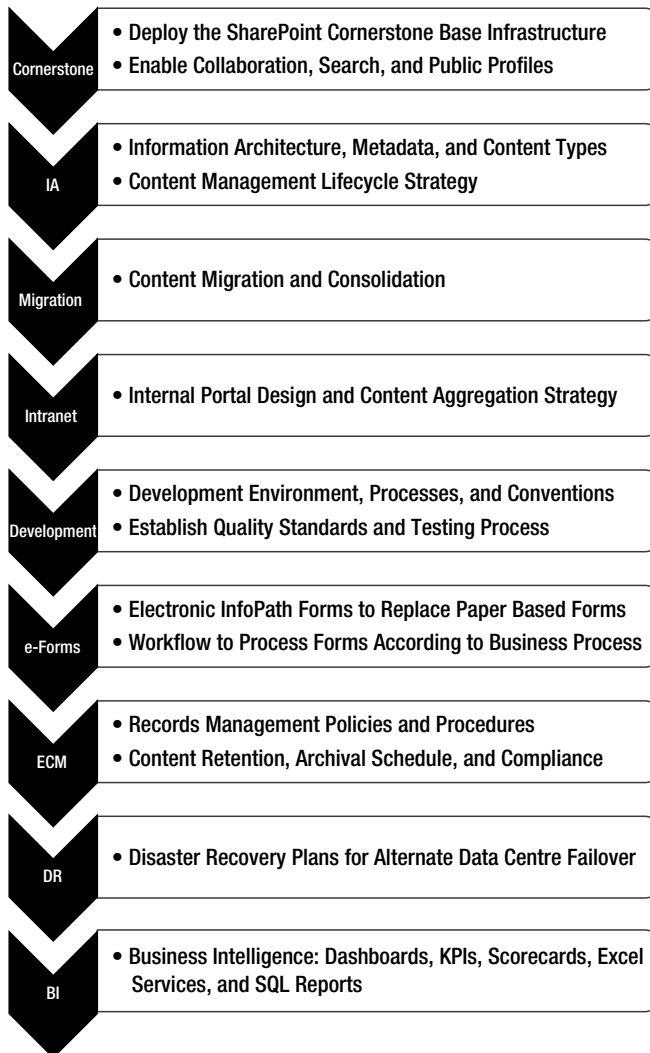 Cornerstone
• Deploy the SharePoint Cornerstone Base Infrastructure
• Enable Collaboration, Search, and Public Profiles
IA
• Information Architecture, Metadata, and Content Types
• Content Management Lifecycle Strategy
Migration
• Content Migration and Consolidation
Intranet
• Internal Portal Design and Content Aggregation Strategy
Development
• Development Environment, Processes, and Conventions
• Establish Quality Standards and Testing Process
e-Forms
• Electronic InfoPath Forms to Replace Paper Based Forms
• Workflow to Process Forms According to Business Process
ECM
• Records Management Policies and Procedures
• Content Retention, Archival Schedule, and Compliance
DR
• Disaster Recovery Plans for Alternate Data Centre Failover
BI
• Business Intelligence: Dashboards, KPIs, Scorecards, Excel
Services, and SQL Reports